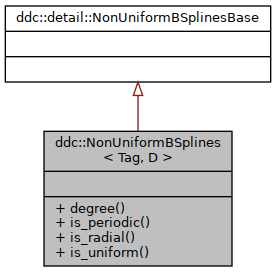 ddc::detail::NonUniformBSplinesBase
ddc::NonUniformBSplines
< Tag, D >
+ degree()
+ is_periodic()
+ is_radial()
+ is_uniform()